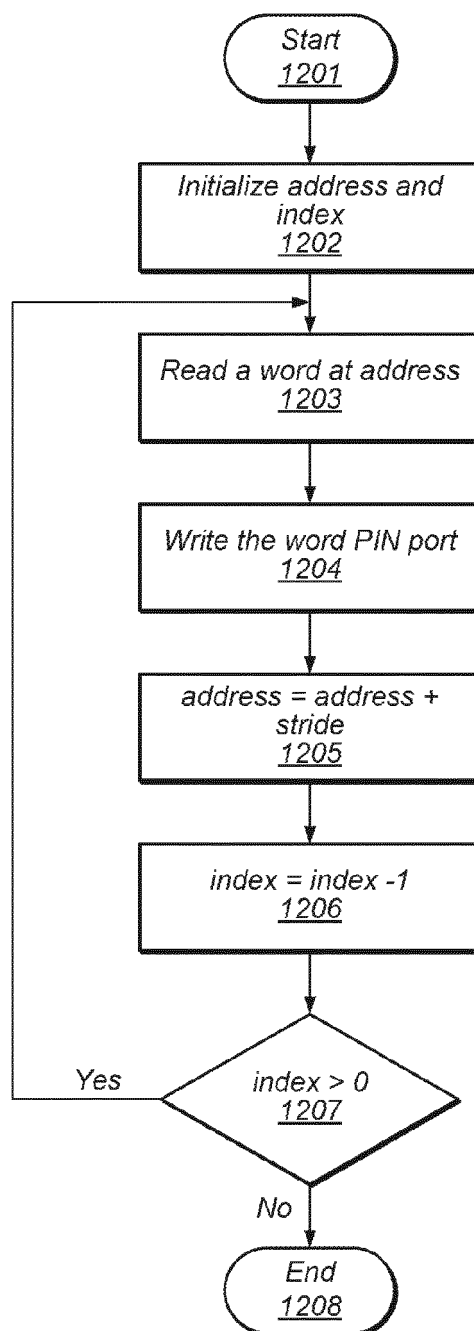 Start
1201
Initialize address and
index
1202
Read a word at address
1203
Write the word PIN port
1204
address = address +
stride
1205
index = index -1
1206
Yes
index > 0
1207
No
End
1208